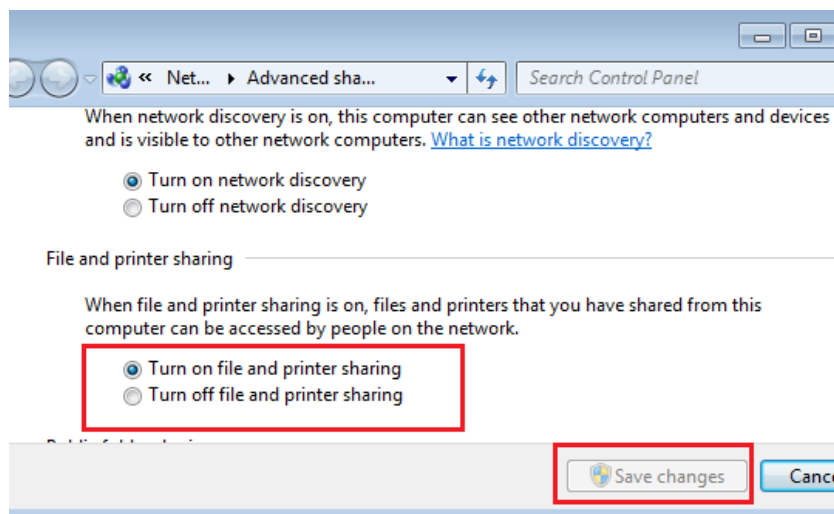 « Net... ▸ Advanced sha...
Search Control Panel
When network discovery is on, this computer can see other network computers and devices
and is visible to other network computers. What is network discovery?
Turn on network discovery
Turn off network discovery
File and printer sharing
When file and printer sharing is on, files and printers that you have shared from this
computer can be accessed by people on the network.
Turn on file and printer sharing
Turn off file and printer sharing
Save changes
Canc